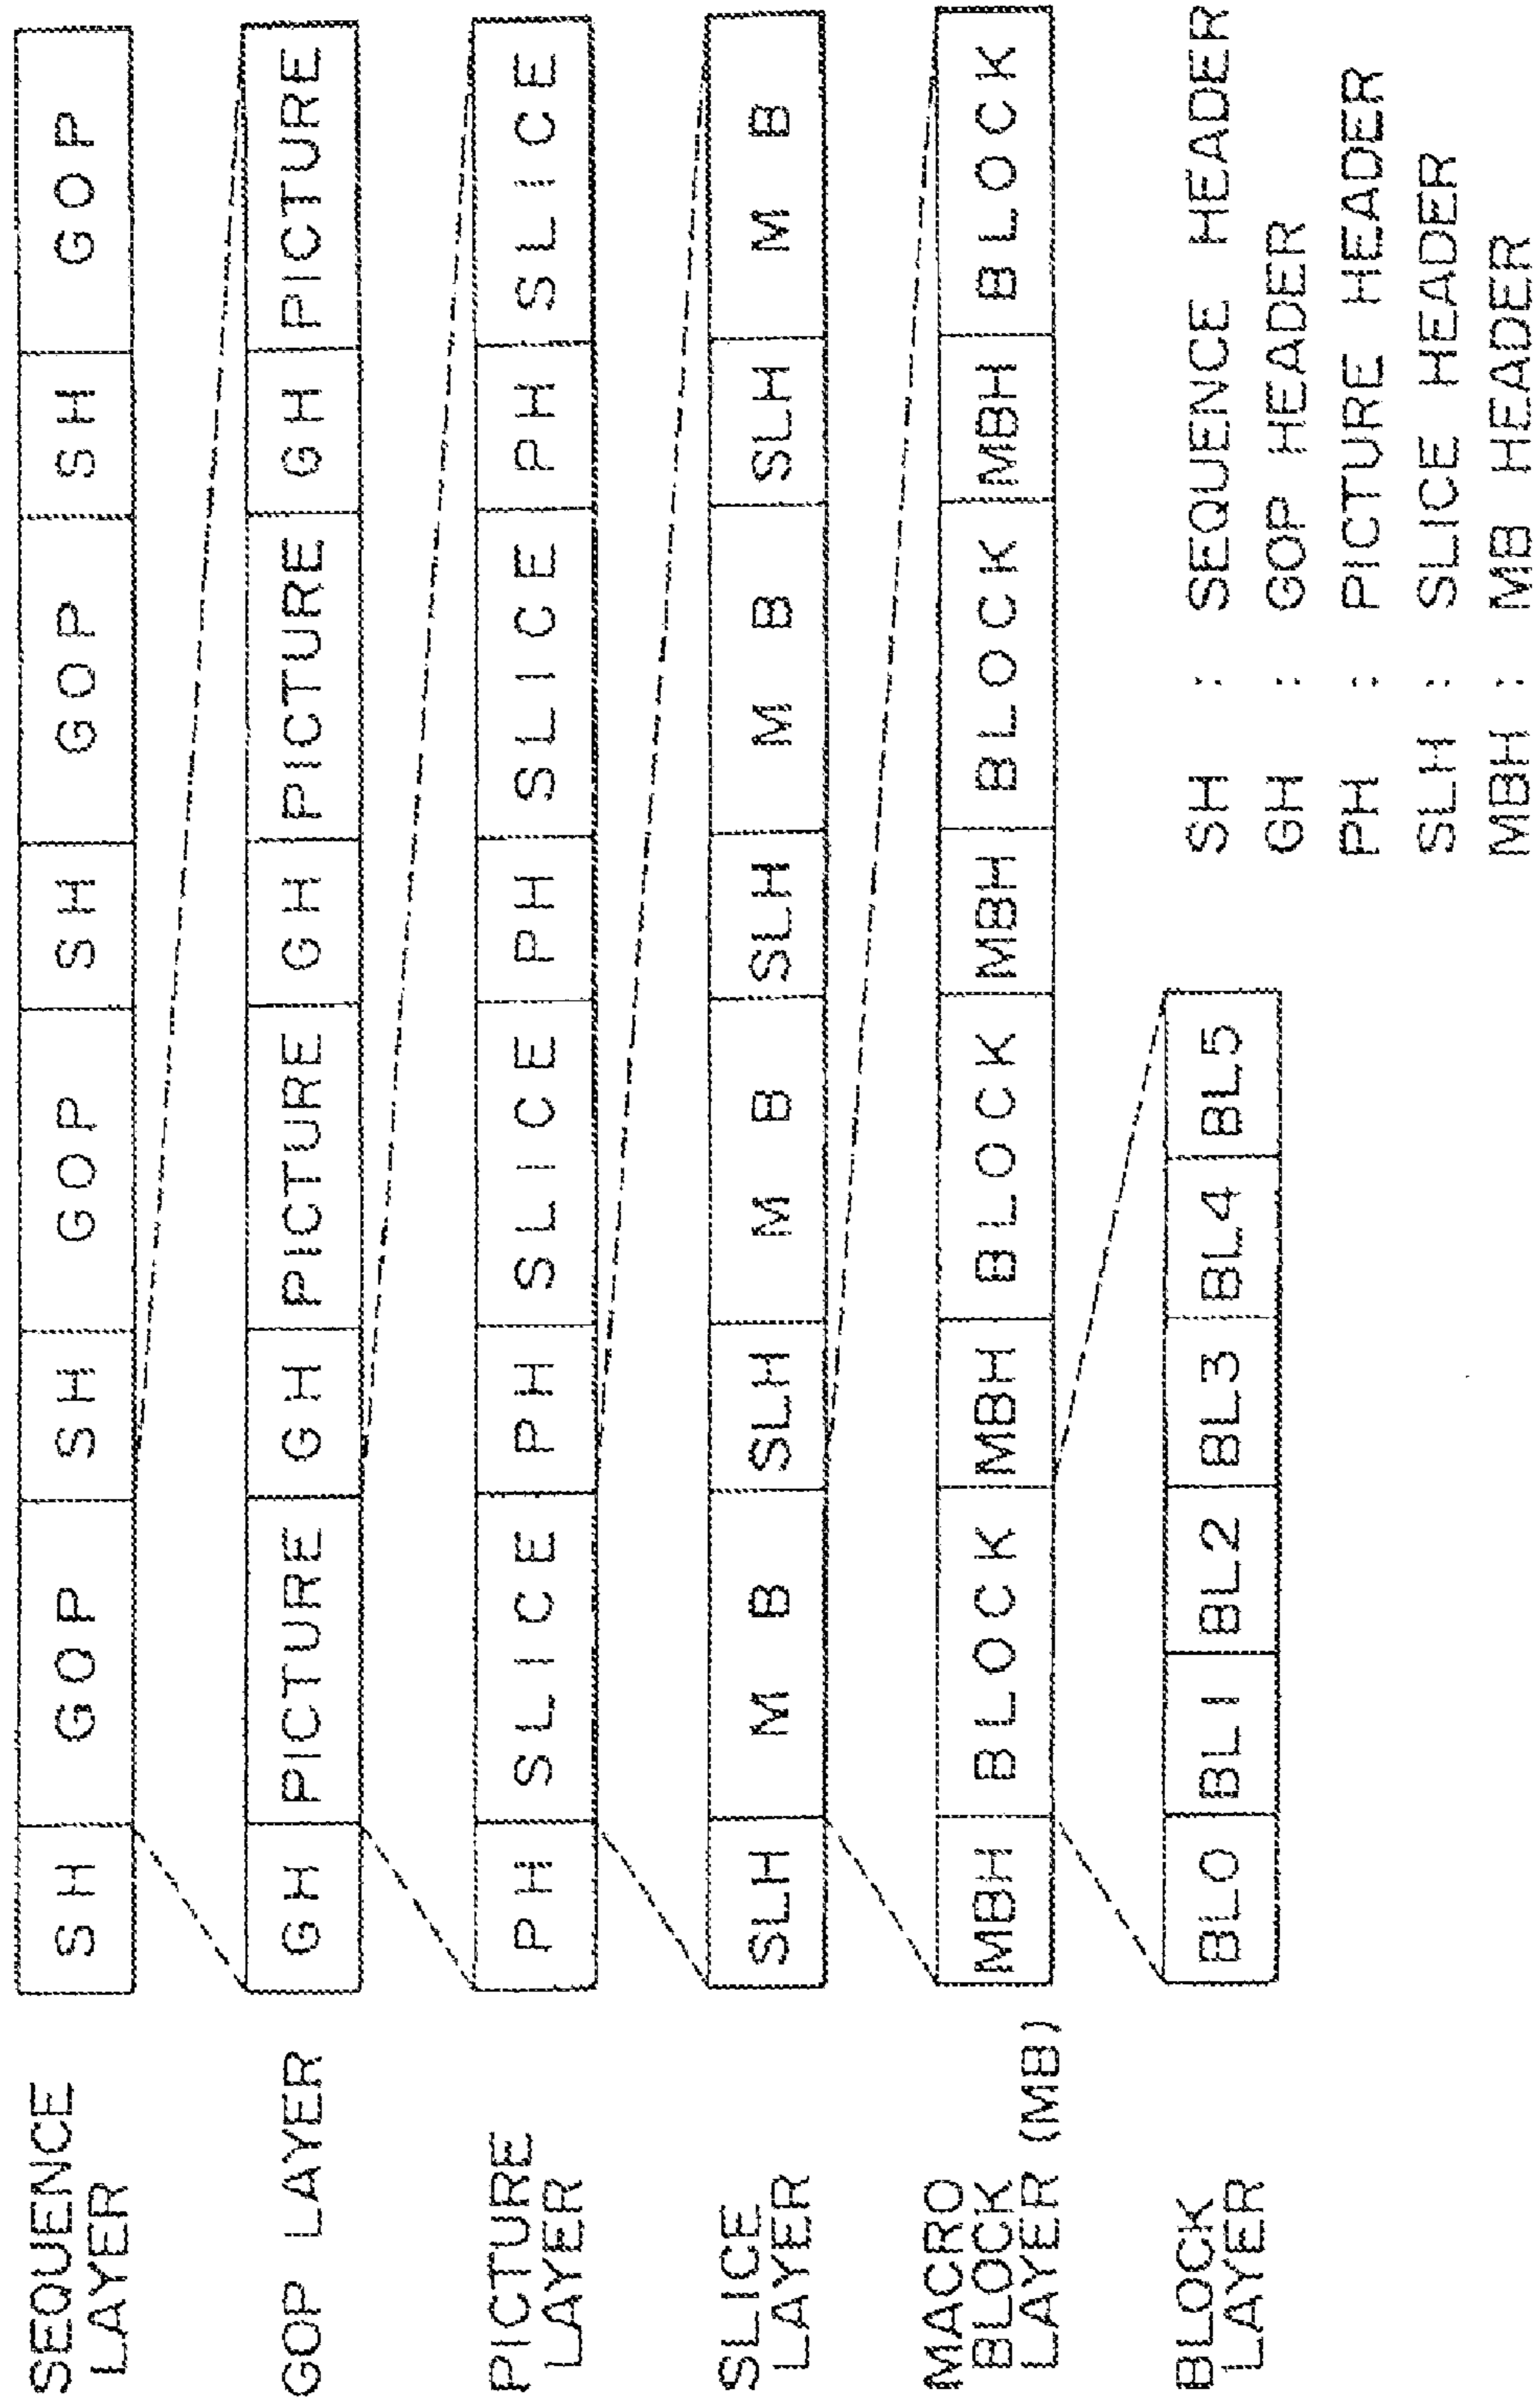 SEQUENCE
LAYER
SH GOP SH GOP SH GOP SH GOP
GOP LAYER
GH PICTURE GH PICTURE GH PICTURE GH PICTURE
PICTURE
LAYER
PH SLICE PH SLICE PH SLICE PH SLICE
SLICE
LAYER
SLH MB SLH MB SLH MB SLH MB
MACRO
BLOCK
LAYER (MB)
MBH BLOCK MBH BLOCK MBH BLOCK MBH BLOCK
BLOCK
LAYER
BL0 BL1 BL2 BL3 BL4 BL5
SH : SEQUENCE HEADER
GH : GOP HEADER
PH : PICTURE HEADER
SLH : SLICE HEADER
MBH : MB HEADER